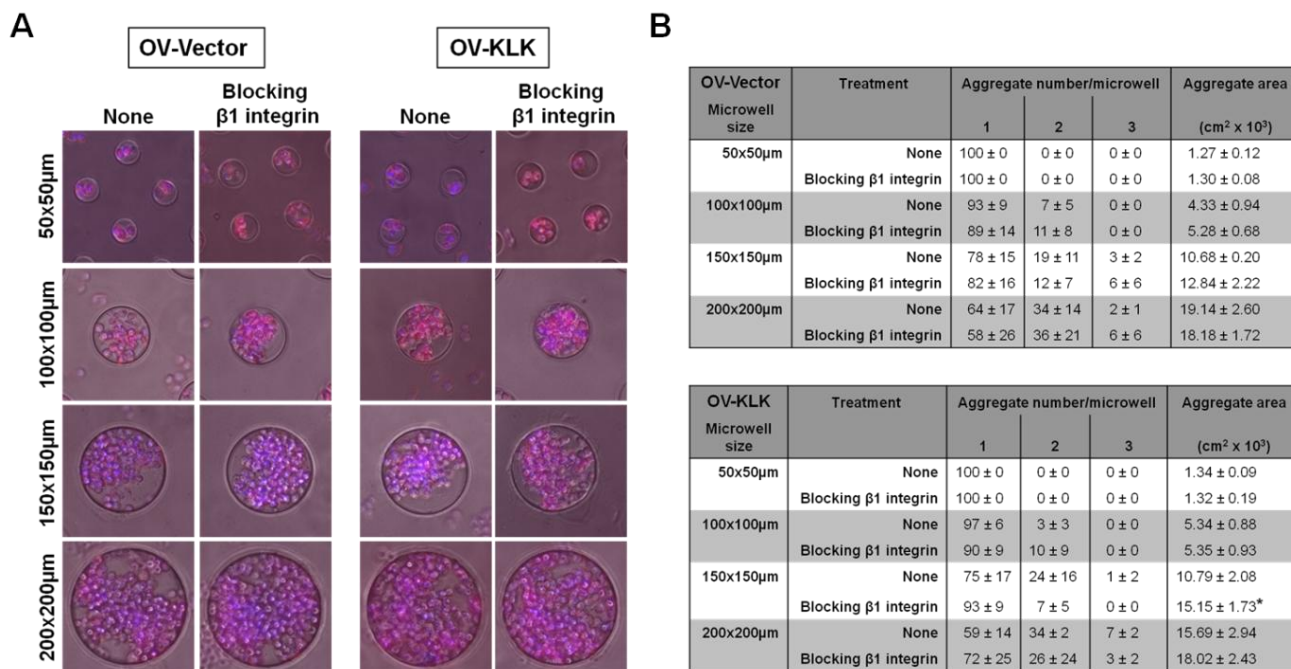 A
OV-Vector
OV-KLK
None
Blocking
β1 integrin
None
Blocking
β1 integrin
50x50µm
100x100µm
150x150µm
200x200µm
B
OV-Vector Treatment Aggregate number/microwell Aggregate area
Microwell size 1 2 3 (cm² x 10³)
50x50µm None 100 ± 0 0 ± 0 0 ± 0 1.27 ± 0.12
Blocking β1 integrin 100 ± 0 0 ± 0 0 ± 0 1.30 ± 0.08
100x100µm None 93 ± 9 7 ± 5 0 ± 0 4.33 ± 0.94
Blocking β1 integrin 89 ± 14 11 ± 8 0 ± 0 5.28 ± 0.68
150x150µm None 78 ± 15 19 ± 11 3 ± 2 10.68 ± 0.20
Blocking β1 integrin 82 ± 16 12 ± 7 6 ± 6 12.84 ± 2.22
200x200µm None 64 ± 17 34 ± 14 2 ± 1 19.14 ± 2.60
Blocking β1 integrin 58 ± 26 36 ± 21 6 ± 6 18.18 ± 1.72
OV-KLK Treatment Aggregate number/microwell Aggregate area
Microwell size 1 2 3 (cm² x 10³)
50x50µm None 100 ± 0 0 ± 0 0 ± 0 1.34 ± 0.09
Blocking β1 integrin 100 ± 0 0 ± 0 0 ± 0 1.32 ± 0.19
100x100µm None 97 ± 6 3 ± 3 0 ± 0 5.34 ± 0.88
Blocking β1 integrin 90 ± 9 10 ± 9 0 ± 0 5.35 ± 0.93
150x150µm None 75 ± 17 24 ± 16 1 ± 2 10.79 ± 2.08
Blocking β1 integrin 93 ± 9 7 ± 5 0 ± 0 15.15 ± 1.73*
200x200µm None 59 ± 14 34 ± 2 7 ± 2 15.69 ± 2.94
Blocking β1 integrin 72 ± 25 26 ± 24 3 ± 2 18.02 ± 2.43